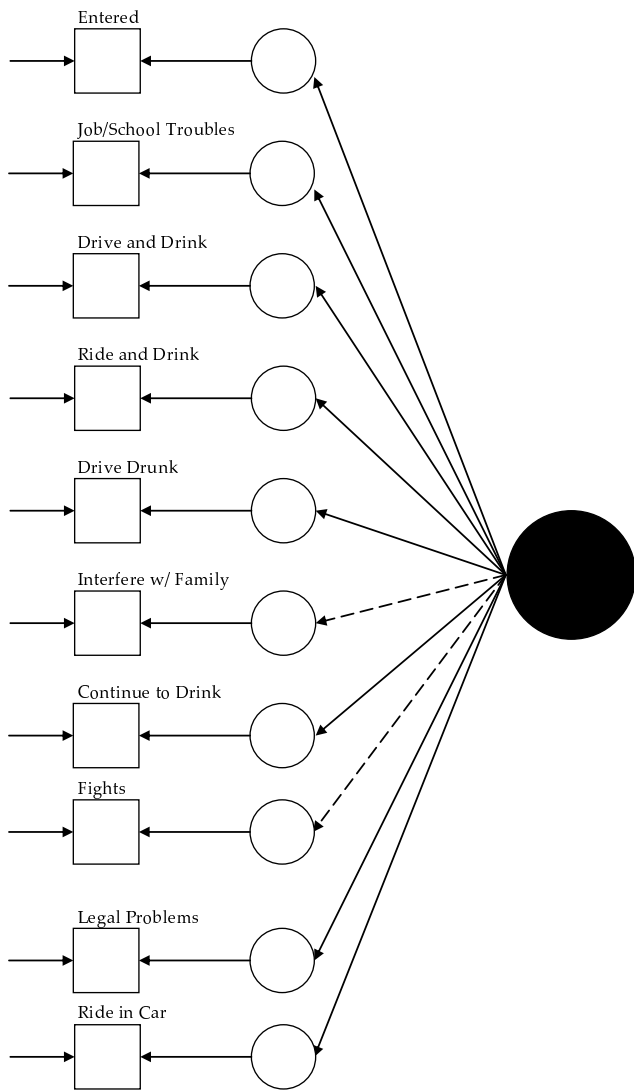 Entered
Job/School Troubles
Drive and Drink
Ride and Drink
Drive Drunk
Interfere w/ Family
Continue to Drink
Fights
Legal Problems
Ride in Car